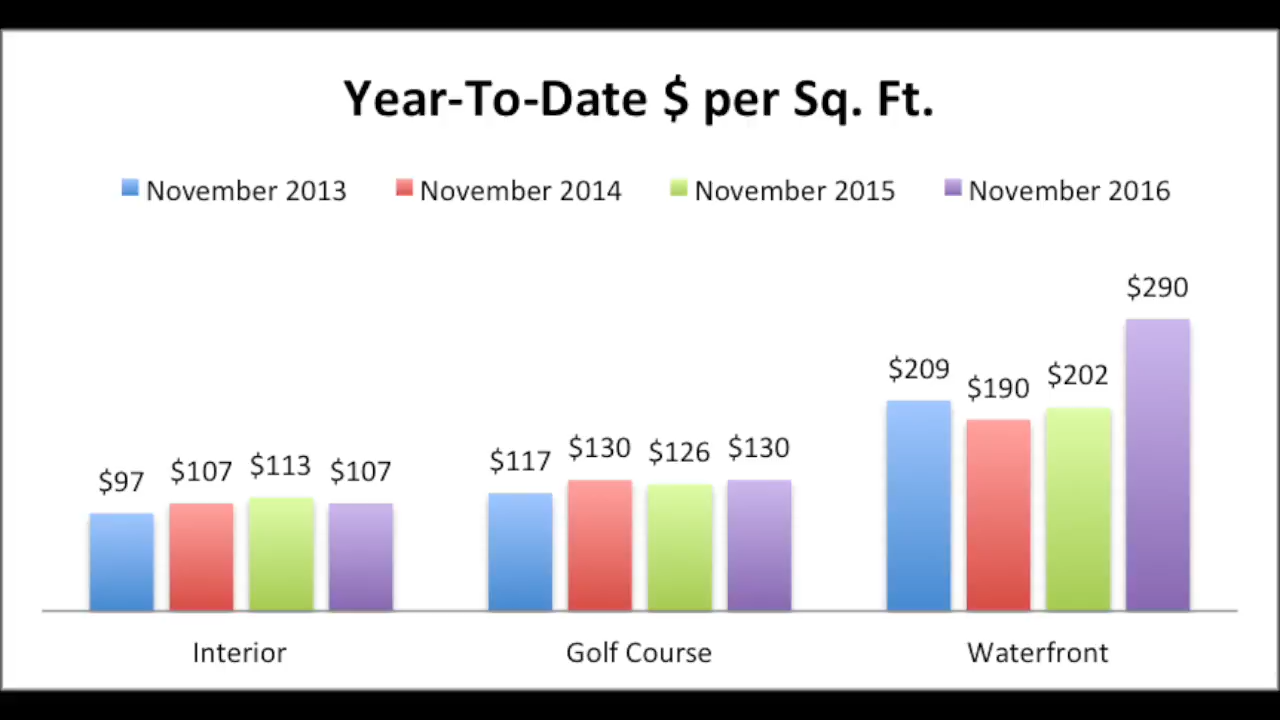 Year-To-Date $ per Sq. Ft.
November 2013 November 2014 November 2015 November 2016
$97 $107 $113 $107 $117 $130 $126 $130 $209 $190 $202 $290
Interior Golf Course Waterfront